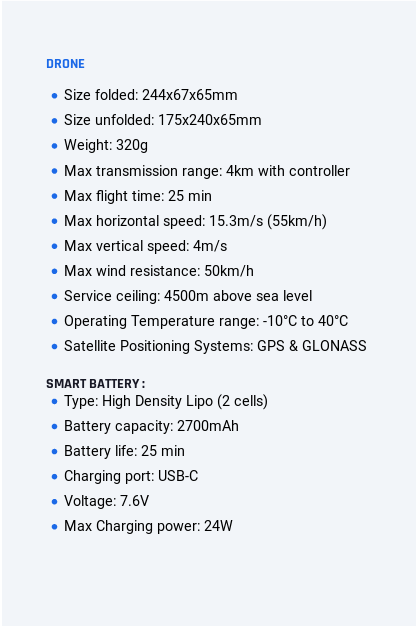 DRONE
Size folded: 244x67x65mm
Size unfolded: 175x240x65mm
Weight: 320g
Max transmission range: 4km with controller
Max flight time: 25 min
Max horizontal speed: 15.3m/s (55km/h)
Max vertical speed: 4m/s
Max wind resistance: 50km/h
Service ceiling: 4500m above sea level
Operating Temperature range: -10°C to 40°C
Satellite Positioning Systems: GPS & GLONASS
SMART BATTERY :
Type: High Density Lipo (2 cells)
Battery capacity: 2700mAh
Battery life: 25 min
Charging port: USB-C
Voltage: 7.6V
Max Charging power: 24W